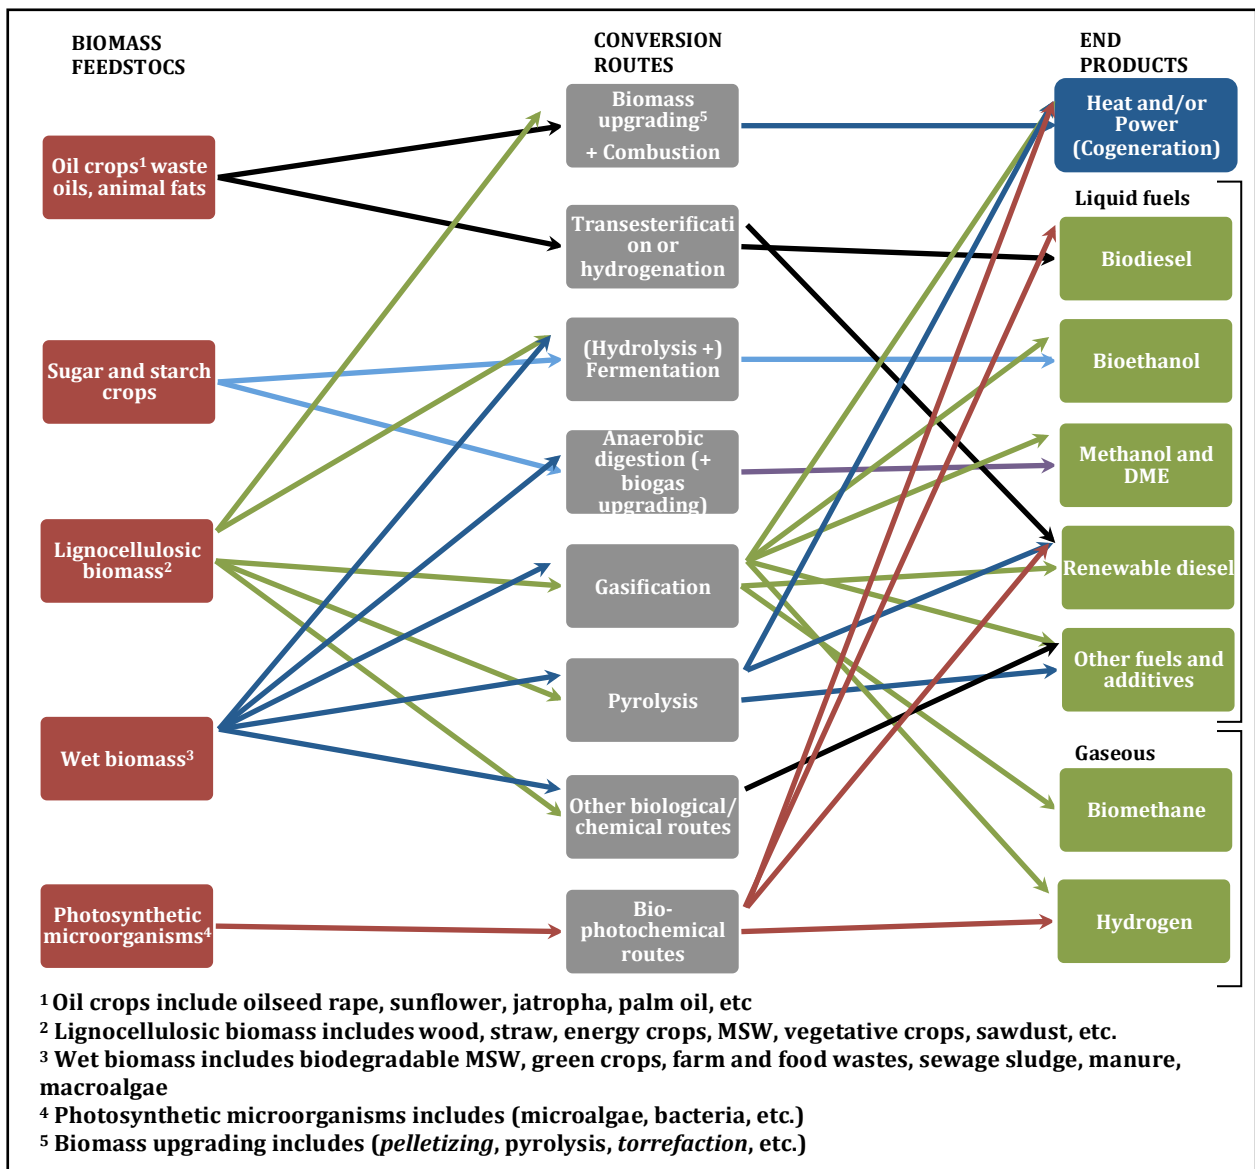 BIOMASS
FEEDSTOCS
CONVERSION
ROUTES
END
PRODUCTS
Oil crops¹ waste
oils, animal fats
Sugar and starch
crops
Lignocellulosic
biomass²
Wet biomass³
Photosynthetic
microorganisms⁴
Biomass
upgrading⁵
+ Combustion
Transesterificati
on or
hydrogenation
(Hydrolysis +)
Fermentation
Anaerobic
digestion (+
biogas
upgrading)
Gasification
Pyrolysis
Other biological/
chemical routes
Bio-
photochemical
routes
Heat and/or
Power
(Cogeneration)
Liquid fuels
Biodiesel
Bioethanol
Methanol and
DME
Renewable diesel
Other fuels and
additives
Gaseous
Biomethane
Hydrogen
¹ Oil crops include oilseed rape, sunflower, jatropha, palm oil, etc
² Lignocellulosic biomass includes wood, straw, energy crops, MSW, vegetative crops, sawdust, etc.
³ Wet biomass includes biodegradable MSW, green crops, farm and food wastes, sewage sludge, manure,
macroalgae
⁴ Photosynthetic microorganisms includes (microalgae, bacteria, etc.)
⁵ Biomass upgrading includes (pelletizing, pyrolysis, torrefaction, etc.)